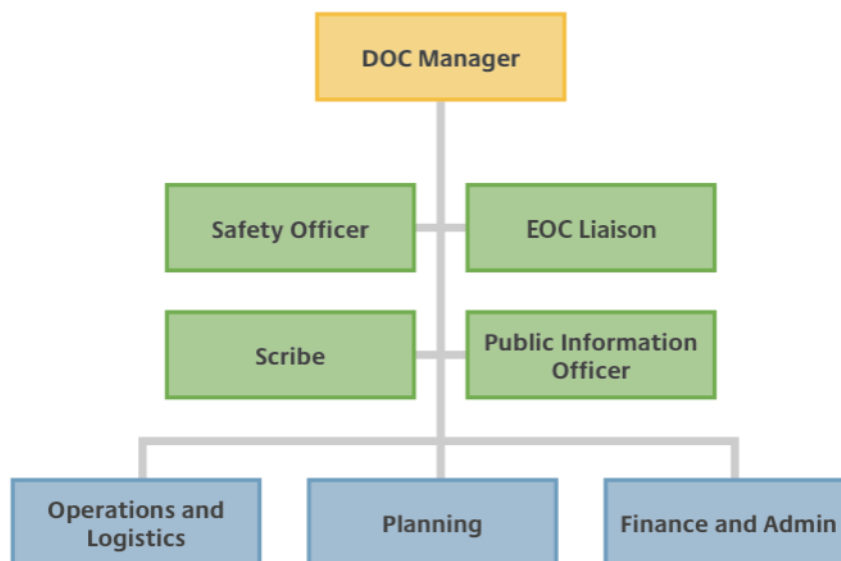 DOC Manager
Safety Officer
EOC Liaison
Scribe
Public Information
Officer
Operations and
Logistics
Planning
Finance and Admin